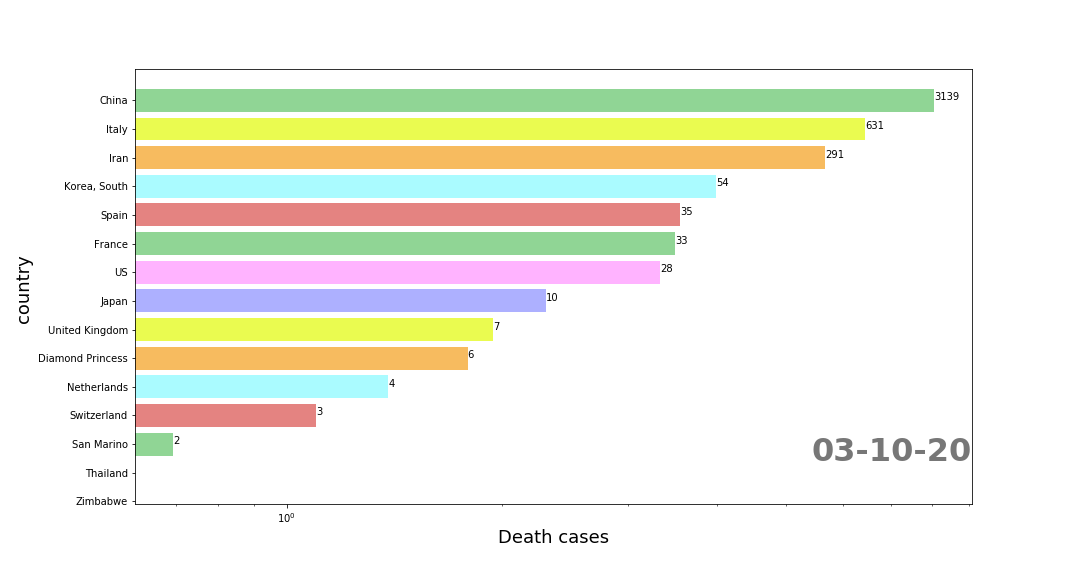 China 3139
Italy 631
Iran 291
Korea, South 54
Spain 35
France 33
US 28
Japan 10
United Kingdom 7
Diamond Princess 6
Netherlands 4
Switzerland 3
San Marino 2
03-10-20
Thailand
Zimbabwe
10⁰
Death cases
country